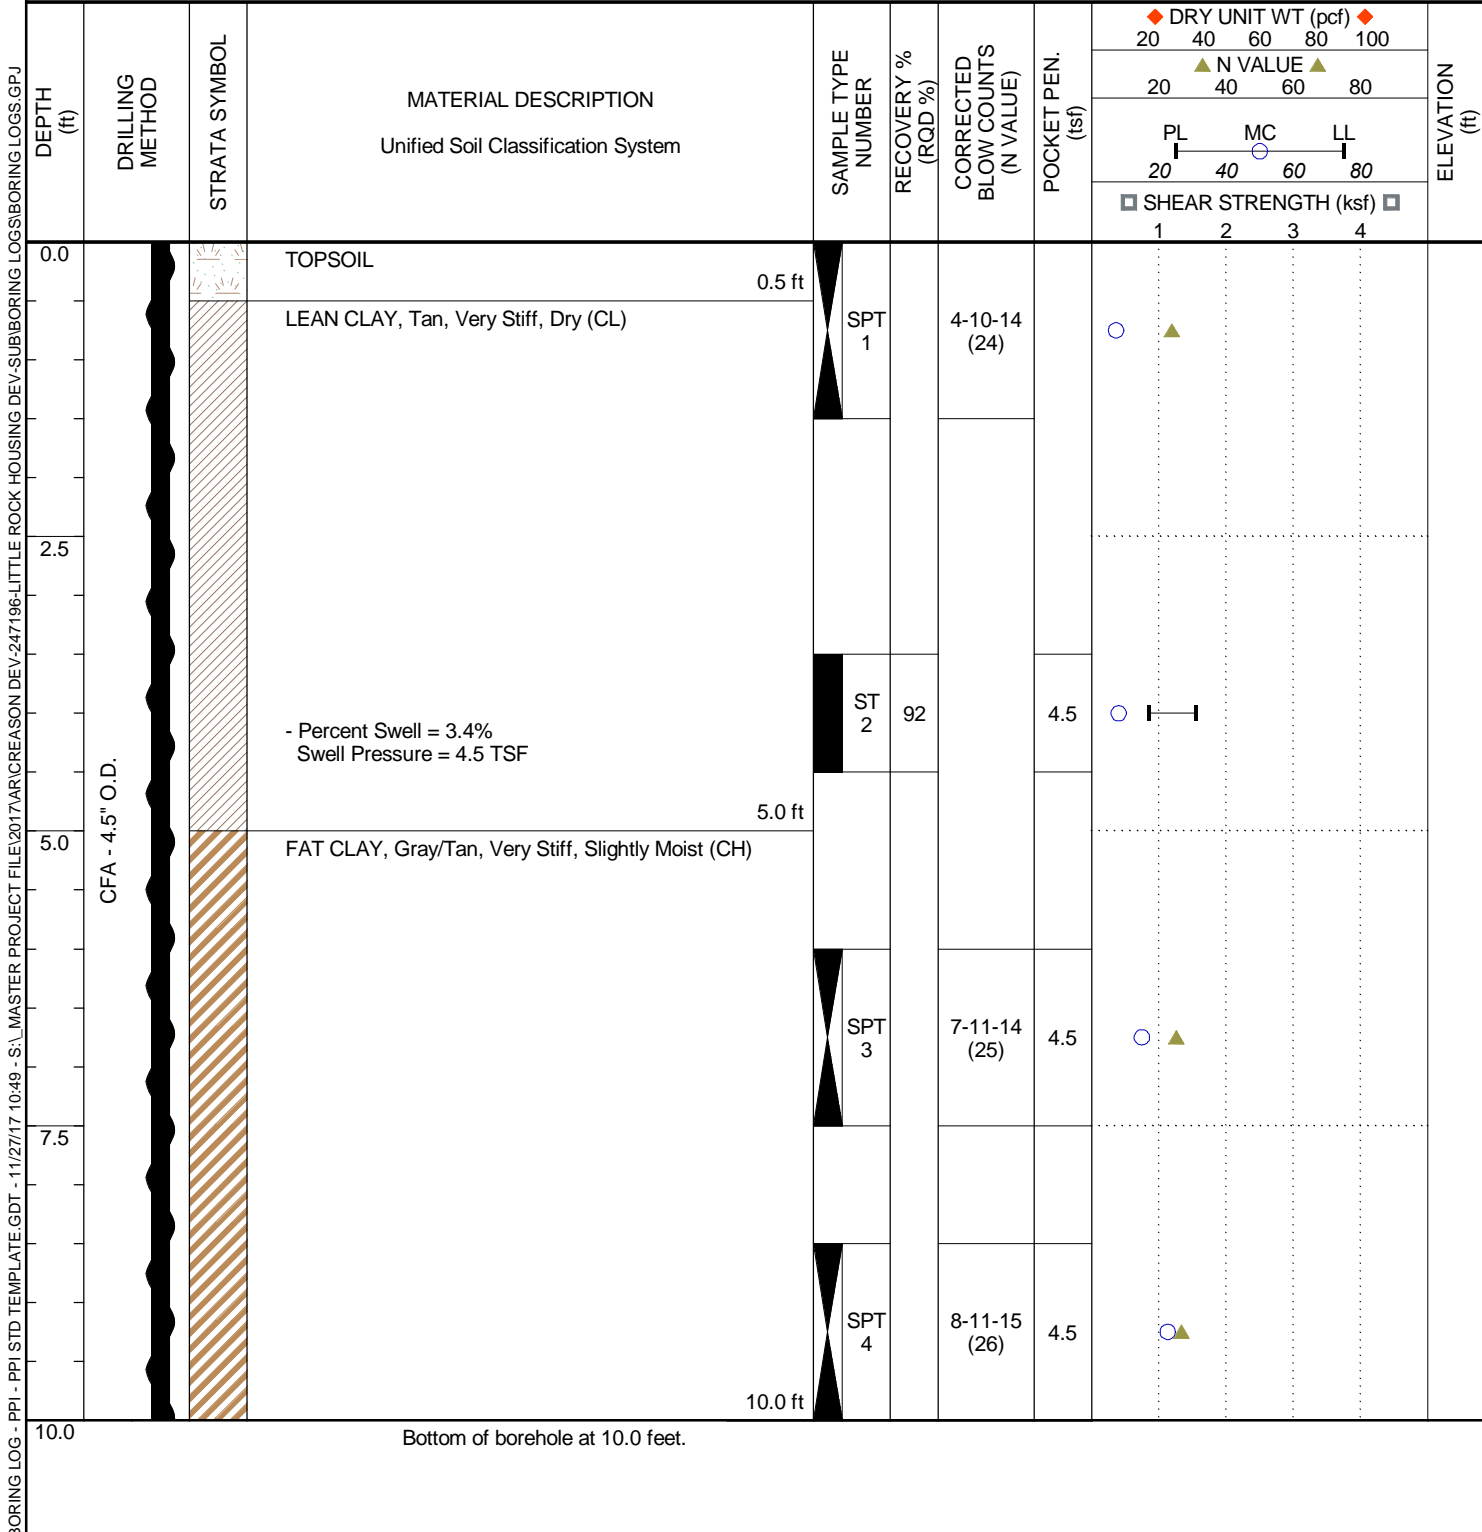 BORING LOG - PPI - PPI STD TEMPLATE.GDT - 11/27/17 10:49 - S:\_MASTER PROJECT FILE\2017\AR\CREASON DEV-247196-LITTLE ROCK HOUSING DEV-SUB\BORING LOGS\BORING LOGS.GPJ
DEPTH
(ft)
DRILLING
METHOD
STRATA SYMBOL
MATERIAL DESCRIPTION
Unified Soil Classification System
SAMPLE TYPE
NUMBER
RECOVERY %
(RQD %)
CORRECTED
BLOW COUNTS
(N VALUE)
POCKET PEN.
(tsf)
DRY UNIT WT (pcf)
20 40 60 80 100
N VALUE
20 40 60 80
PL MC LL
20 40 60 80
SHEAR STRENGTH (ksf)
1 2 3 4
ELEVATION
(ft)
0.0
TOPSOIL
0.5 ft
LEAN CLAY, Tan, Very Stiff, Dry (CL)
SPT
1
4-10-14
(24)
2.5
ST
2
92
4.5
- Percent Swell = 3.4%
Swell Pressure = 4.5 TSF
CFA - 4.5" O.D.
5.0 ft
5.0
FAT CLAY, Gray/Tan, Very Stiff, Slightly Moist (CH)
SPT
3
7-11-14
(25)
4.5
7.5
SPT
4
8-11-15
(26)
4.5
10.0 ft
10.0
Bottom of borehole at 10.0 feet.